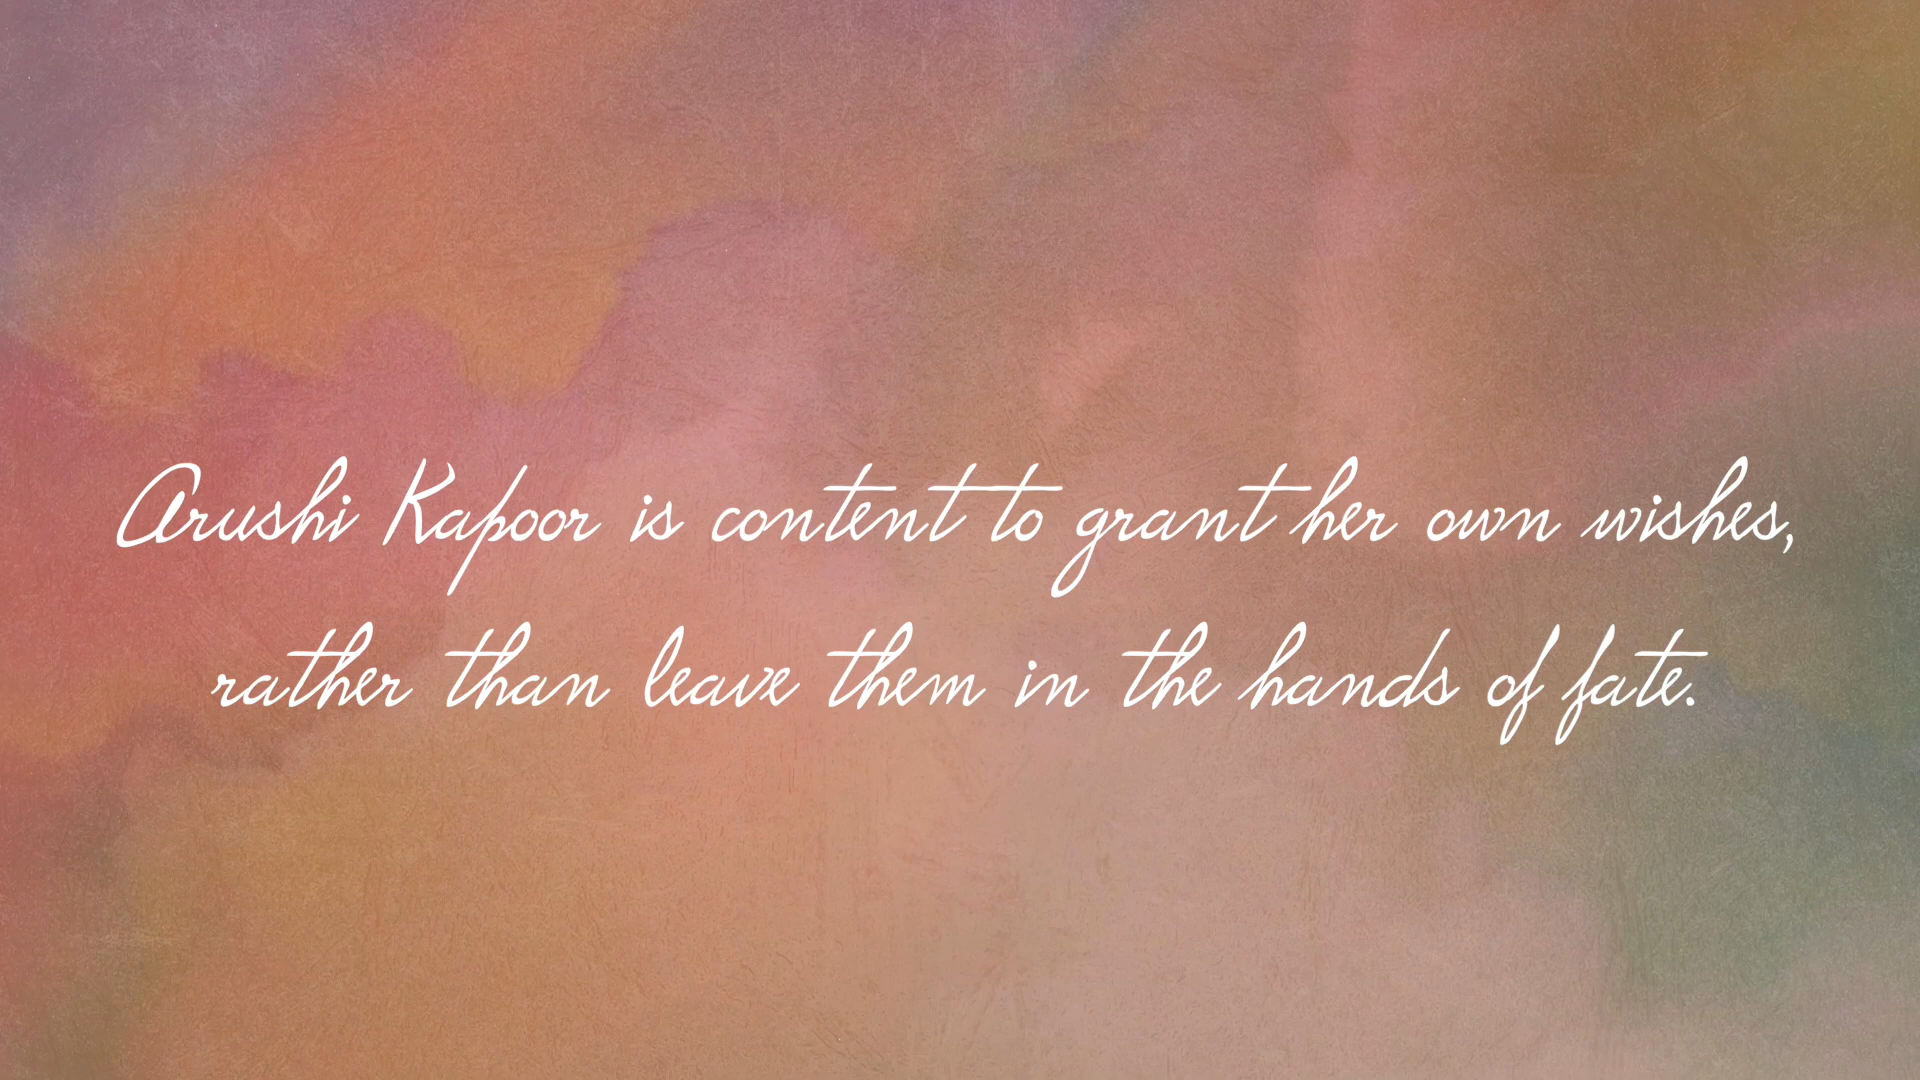 Arushi Kapoor is content to grant her own wishes,
rather than leave them in the hands of fate.